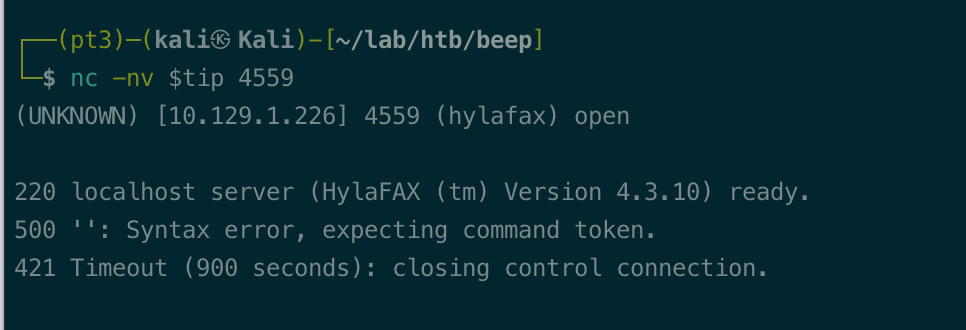 ┌──(pt3)─(kali㉿Kali)-[~/lab/htb/beep]
└─$ nc -nv $tip 4559
(UNKNOWN) [10.129.1.226] 4559 (hylafax) open
220 localhost server (HylaFAX (tm) Version 4.3.10) ready.
500 '': Syntax error, expecting command token.
421 Timeout (900 seconds): closing control connection.